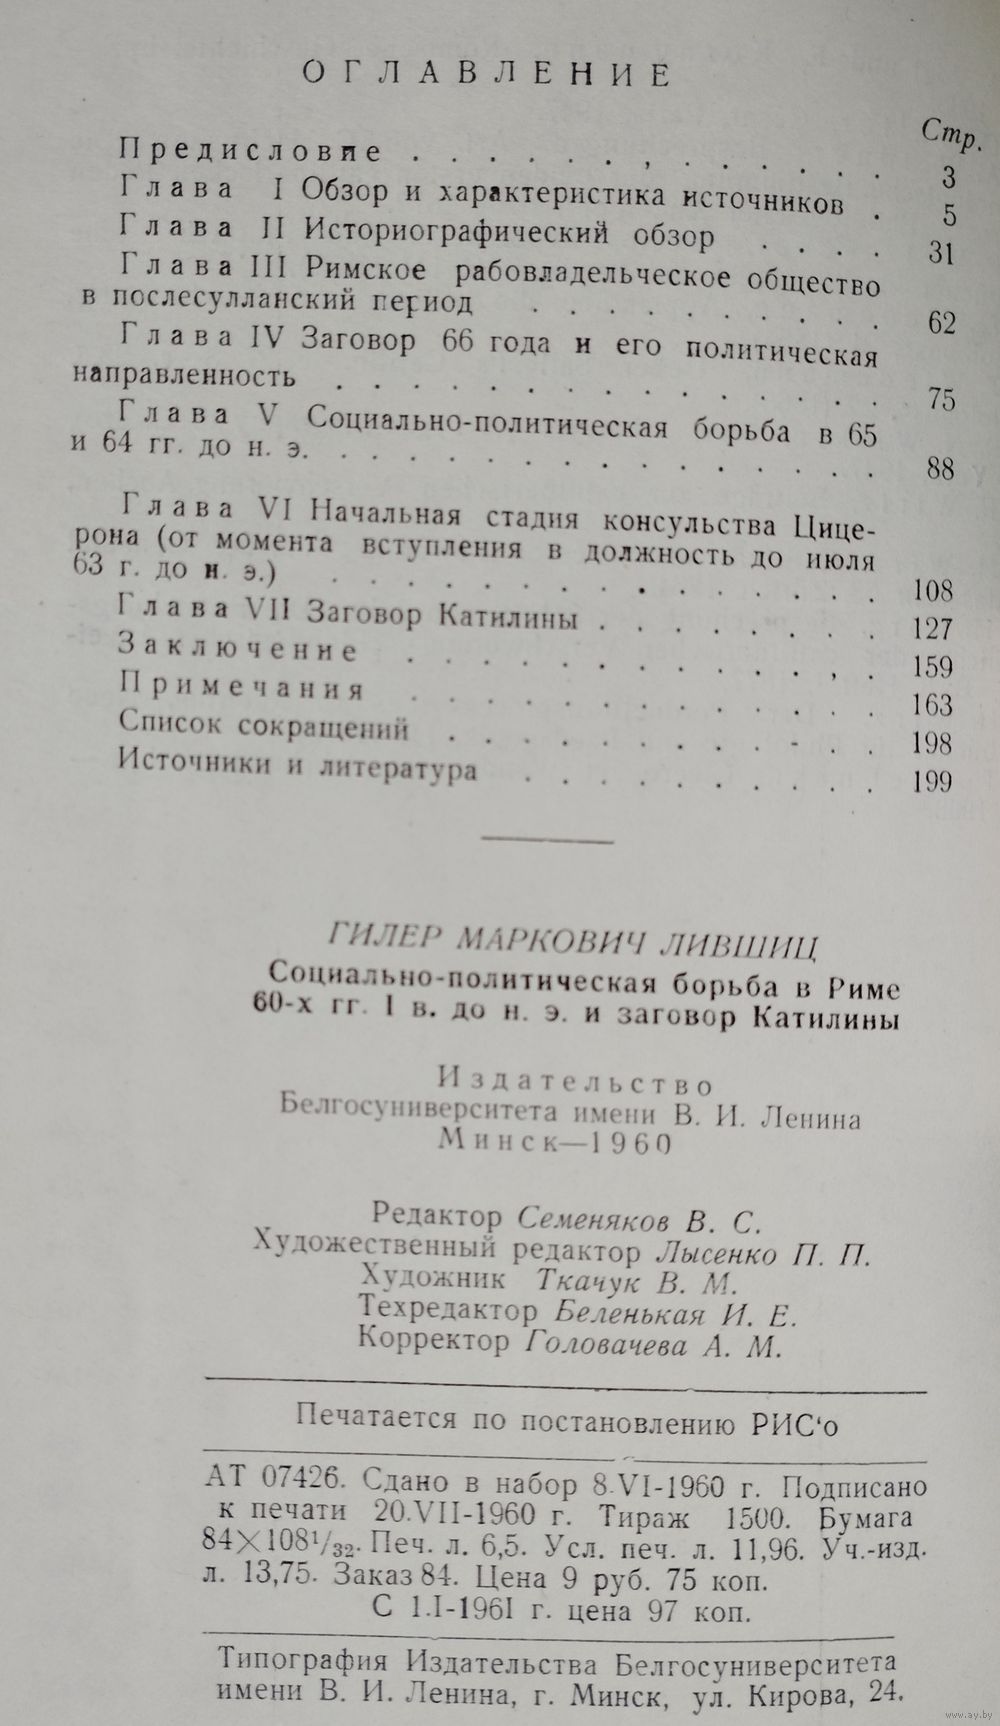 ОГЛАВЛЕНИЕ
Стр.
Предисловие . . . . . . , . . . . . . 3
Глава I Обзор и характеристика источников . 5
Глава II Историографический обзор . . . . 31
Глава III Римское рабовладельческое общество
в послесулланский период . . . . . . . . . . 62
Глава IV Заговор 66 года и его политическая
направленность . . . . . . . . . . . . . 75
Глава V Социально-политическая борьба в 65
и 64 гг. до н. э. . . . . . . . . . . . . . . 88
Глава VI Начальная стадия консульства Цице-
рона (от момента вступления в должность до июля
63 г. до н. э.) . . . . . . . . . . . . . 108
Глава VII Заговор Катилины . . . . . . . . 127
Заключение . . . . . . . . . . . , . 159
Примечания . . . . . . . . . . . . . 163
Список сокращений . . . . . . . . . . - . . 198
Источники и литература . . . . . . . . . . 199
ГИЛЕР МАРКОВИЧ ЛИВШИЦ
Социально-политическая борьба в Риме
60-х гг. I в. до н. э. и заговор Катилины
Издательство
Белгосуниверситета имени В. И. Ленина
Минск—1960
Редактор Семеняков В. С.
Художественный редактор Лысенко П. П.
Художник Ткачук В. М.
Техредактор Беленькая И. Е.
Корректор Головачева А. М.
Печатается по постановлению РИС‘о
АТ 07426. Сдано в набор 8-VI-1960 г. Подписано
к печати 20.VII-1960 г. Тираж 1500. Бумага
84×108¹/₃₂. Печ. л. 6,5. Усл. печ. л. 11,96. Уч.-изд.
л. 13,75. Заказ 84. Цена 9 руб. 75 коп.
С 1.I-1961 г. цена 97 коп.
Типография Издательства Белгосуниверситета
имени В. И. Ленина, г. Минск, ул. Кирова, 24.
www.ay.by